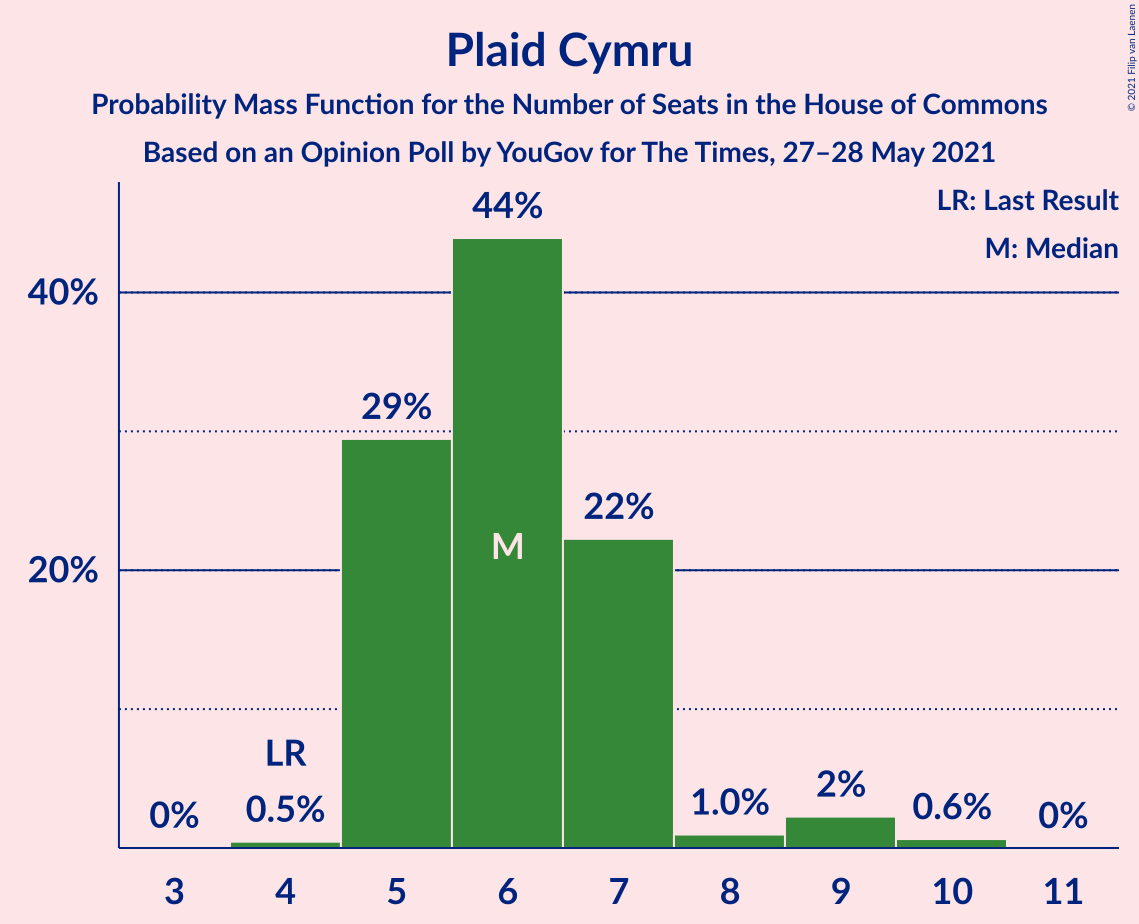 Plaid Cymru
Probability Mass Function for the Number of Seats in the House of Commons
Based on an Opinion Poll by YouGov for The Times, 27–28 May 2021
© 2021 Filip van Laenen
LR: Last Result
M: Median
44%
40%
29%
22%
M
20%
LR
0%
0.5%
1.0%
2%
0.6%
0%
3 4 5 6 7 8 9 10 11